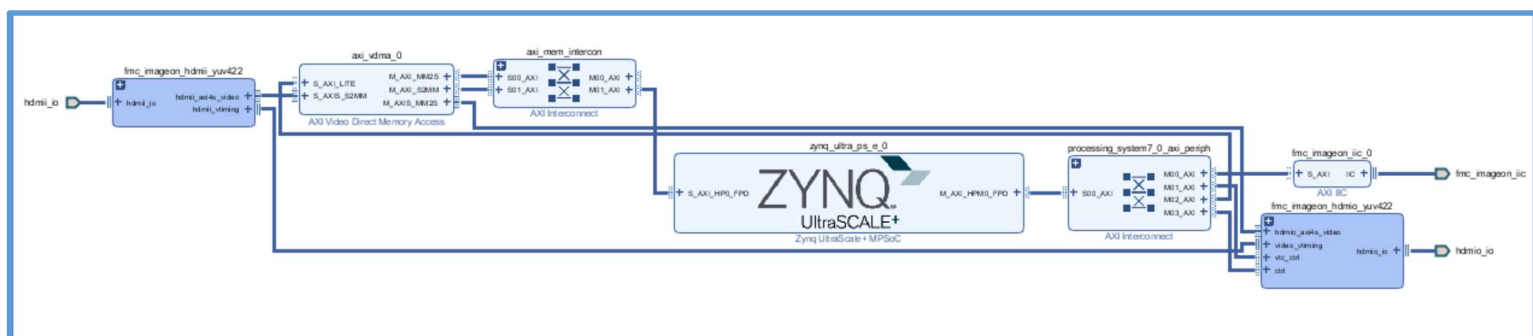 hdmii_io
fmc_imageon_hdmii_yuv422
hdmii_io
hdmii_axi4s_video
hdmii_vtiming
axi_vdma_0
S_AXI_LITE
S_AXIS_S2MM
M_AXI_MM2S
M_AXI_S2MM
M_AXIS_MM2S
AXI Video Direct Memory Access
axi_mem_intercon
S00_AXI
S01_AXI
M00_AXI
M01_AXI
AXI Interconnect
zynq_ultra_ps_e_0
S_AXI_HP0_FPD
ZYNQ
UltraSCALE+
M_AXI_HPM0_FPD
Zynq UltraScale+ MPSoC
processing_system7_0_axi_periph
S00_AXI
M00_AXI
M01_AXI
M02_AXI
M03_AXI
AXI Interconnect
fmc_imageon_iic_0
S_AXI
IIC
AXI IIC
fmc_imageon_iic
fmc_imageon_hdmio_yuv422
hdmio_axi4s_video
video_vtiming
vtc_ctrl
ctrl
hdmio_io
hdmio_io